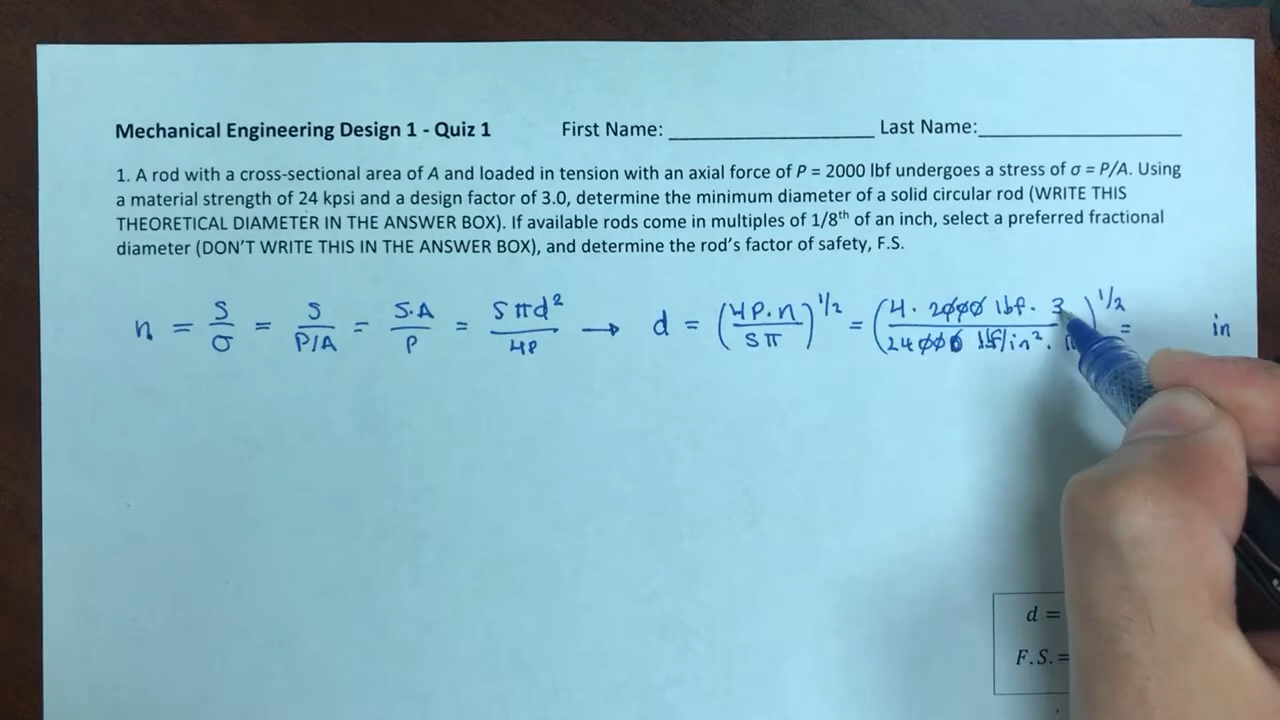 Mechanical Engineering Design 1 - Quiz 1 First Name: ____________________ Last Name:____________________
1. A rod with a cross-sectional area of A and loaded in tension with an axial force of P = 2000 lbf undergoes a stress of σ = P/A. Using
a material strength of 24 kpsi and a design factor of 3.0, determine the minimum diameter of a solid circular rod (WRITE THIS
THEORETICAL DIAMETER IN THE ANSWER BOX). If available rods come in multiples of 1/8th of an inch, select a preferred fractional
diameter (DON'T WRITE THIS IN THE ANSWER BOX), and determine the rod's factor of safety, F.S.
n = S/σ = S/(P/A) = S.A/P = Sπd²/4P → d = (4P.n/Sπ)^1/2 = (4. 2000 lbf. 3/24000 lbf/in².)^1/2 = in
d =
F.S.=